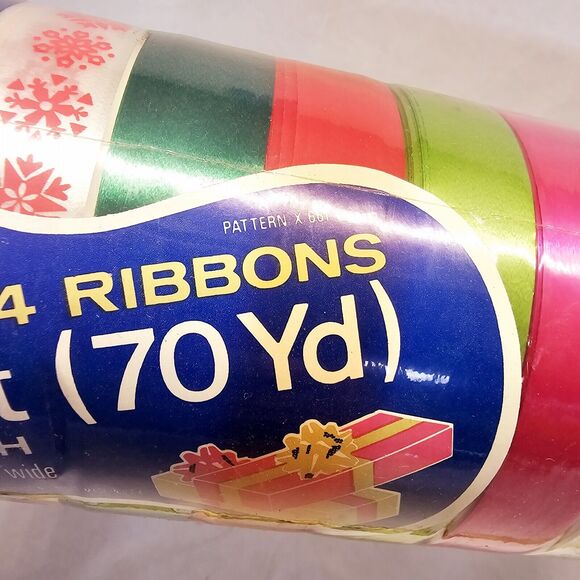 PATTERN X
4 RIBBONS
t (70 Yd)
H
wide